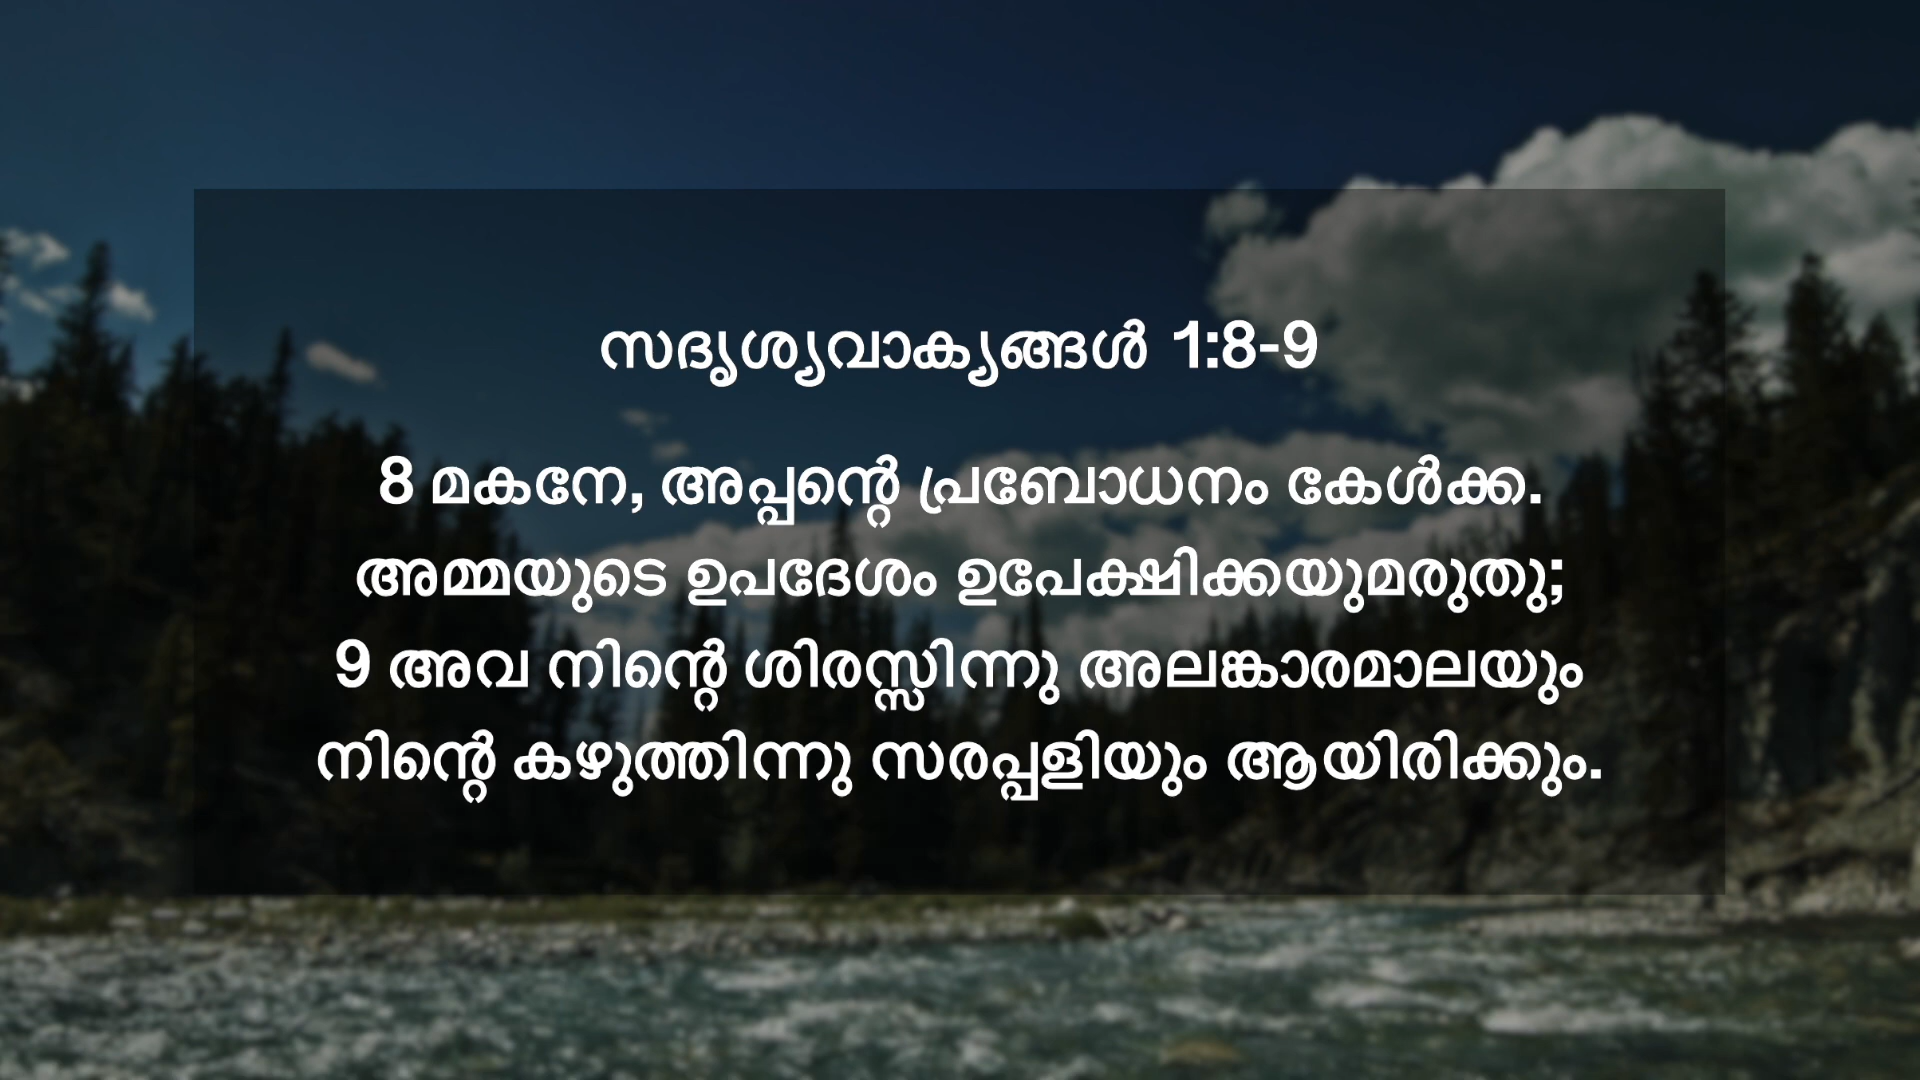 സദൃശ്യവാക്യങ്ങൾ 1:8-9
8 മകനേ, അപ്പന്റെ പ്രബോധനം കേൾക്ക.
അമ്മയുടെ ഉപദേശം ഉപേക്ഷിക്കയുമരുതു;
9 അവ നിന്റെ ശിരസ്സിന്നു അലങ്കാരമാലയും
നിന്റെ കഴുത്തിന്നു സരപ്പളിയും ആയിരിക്കും.